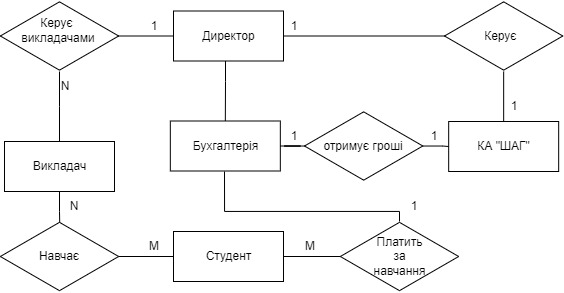 Керує
викладачами
1
Директор
1
Керує
N
1
Бухгалтерія
1
отримує гроші
1
КА "ШАГ"
Викладач
N
1
Навчає
M
Студент
M
Платить
за
навчання